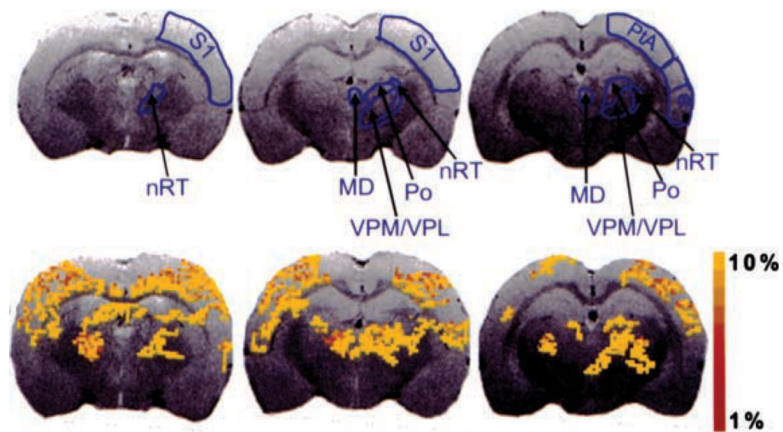 S1
S1
PtA
nRT
MD
Po
nRT
VPM/VPL
MD
Po
nRT
VPM/VPL
10%
1%